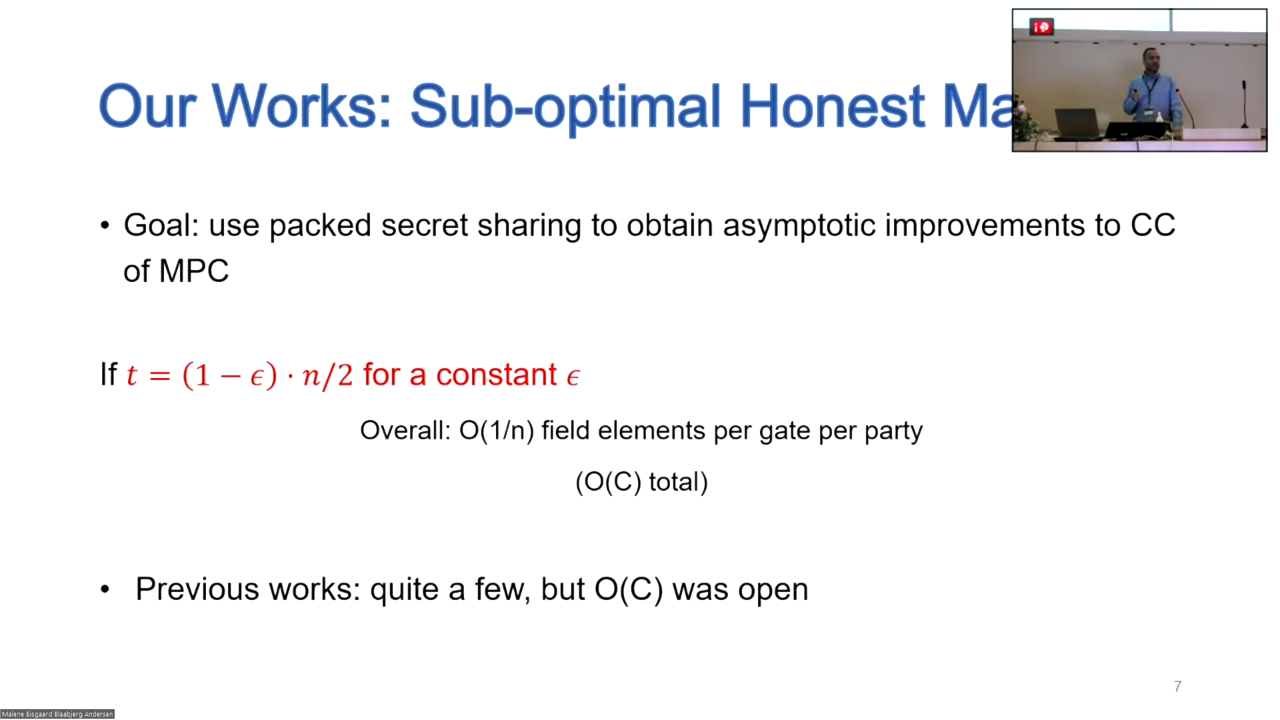 Our Works: Sub-optimal Honest Ma
• Goal: use packed secret sharing to obtain asymptotic improvements to CC
of MPC
If t = (1 − ϵ) · n/2 for a constant ϵ
Overall: O(1/n) field elements per gate per party
(O(C) total)
• Previous works: quite a few, but O(C) was open
7
Malene Bisgaard Blaabjerg Andersen